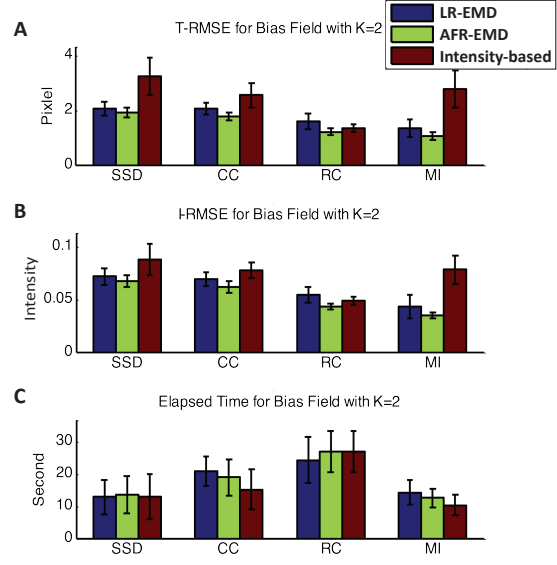 A
T-RMSE for Bias Field with K=2
LR-EMD
AFR-EMD
Intensity-based
Pixlel
4
2
0
SSD
CC
RC
MI
B
I-RMSE for Bias Field with K=2
Intensity
0.1
0.05
0
SSD
CC
RC
MI
C
Elapsed Time for Bias Field with K=2
Second
30
20
10
0
SSD
CC
RC
MI